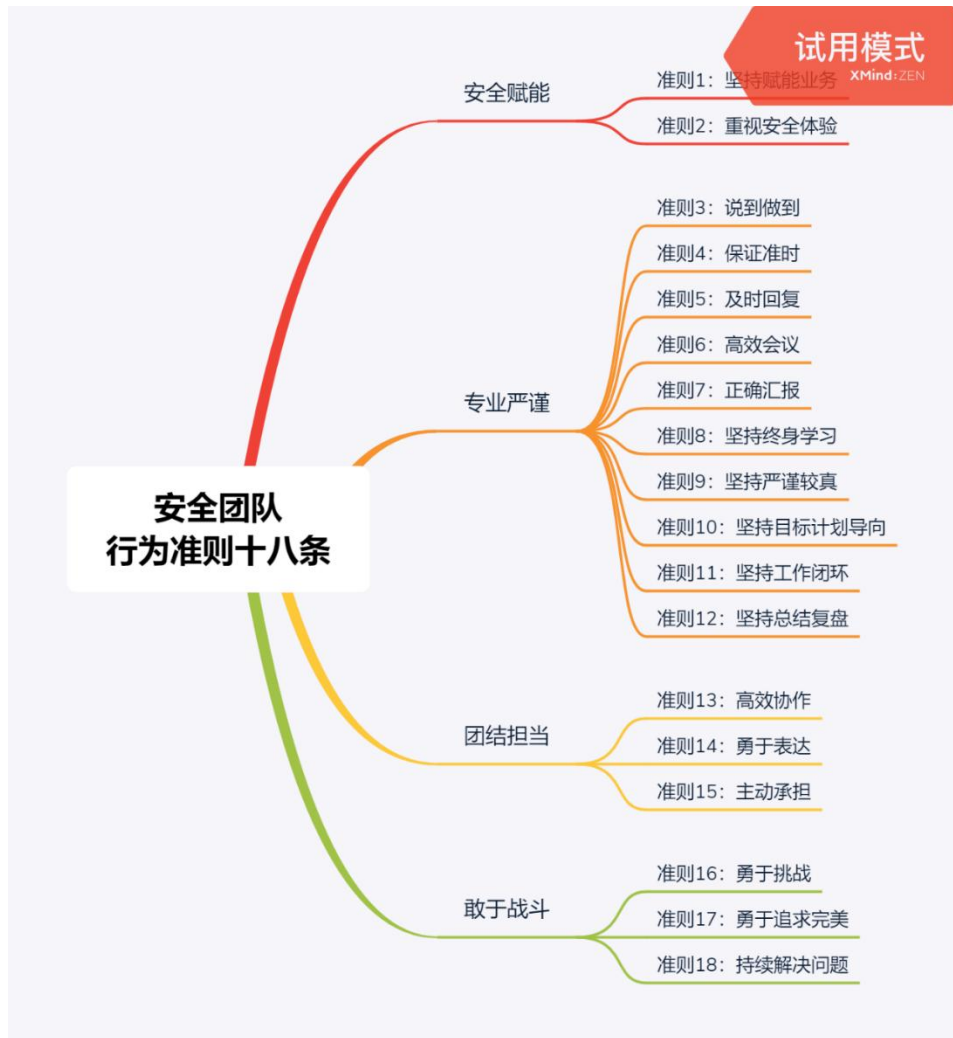 试用模式
XMind:ZEN
安全团队
行为准则十八条
安全赋能
准则1：坚持赋能业务
准则2：重视安全体验
专业严谨
准则3：说到做到
准则4：保证准时
准则5：及时回复
准则6：高效会议
准则7：正确汇报
准则8：坚持终身学习
准则9：坚持严谨较真
准则10：坚持目标计划导向
准则11：坚持工作闭环
准则12：坚持总结复盘
团结担当
准则13：高效协作
准则14：勇于表达
准则15：主动承担
敢于战斗
准则16：勇于挑战
准则17：勇于追求完美
准则18：持续解决问题